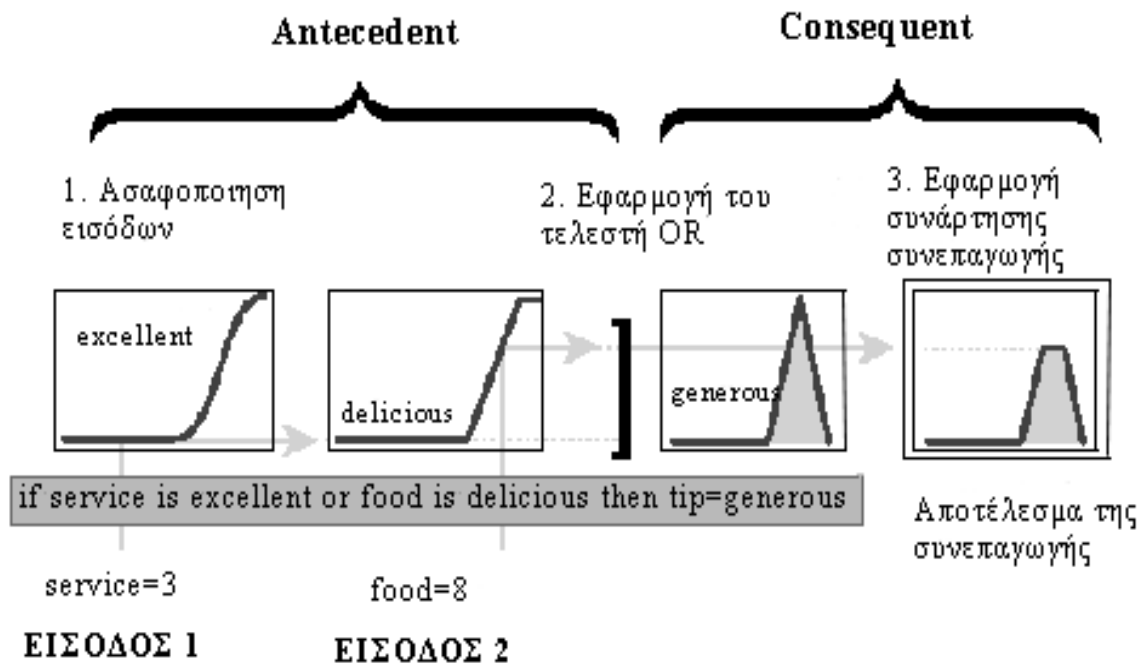 Antecedent
Consequent
1. Ασαφοποιηση
εισόδων
2. Εφαρμογή του
τελεστή OR
3. Εφαρμογή
συνάρτησης
συνεπαγωγής
excellent
delicious
generous
if service is excellent or food is delicious then tip=generous
Αποτέλεσμα της
συνεπαγωγής
service=3
food=8
ΕΙΣΟΔΟΣ 1
ΕΙΣΟΔΟΣ 2